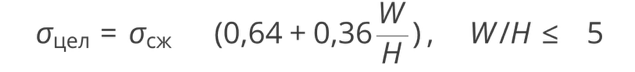 σцел = σсж (0,64 + 0,36 W/H), W/H ≤ 5